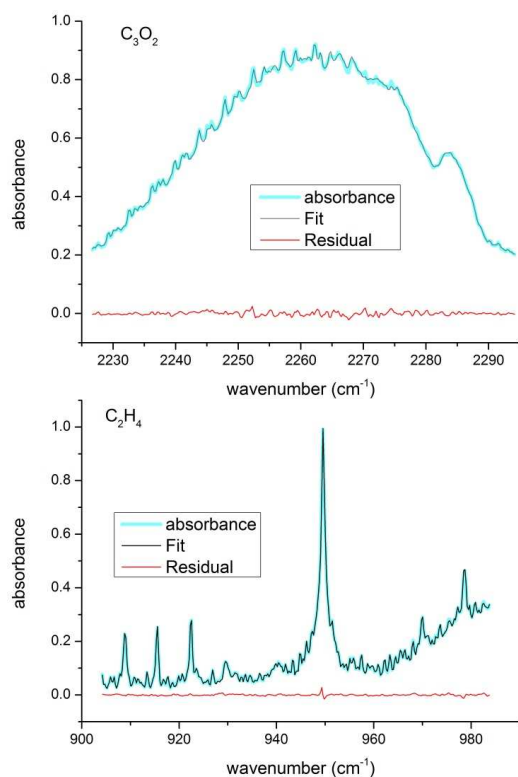 C₃O₂
1.0
0.8
0.6
0.4
0.2
0.0
absorbance
absorbance
Fit
Residual
2230 2240 2250 2260 2270 2280 2290
wavenumber (cm⁻¹)
C₂H₄
1.0
0.8
0.6
0.4
0.2
0.0
absorbance
absorbance
Fit
Residual
900 920 940 960 980
wavenumber (cm⁻¹)